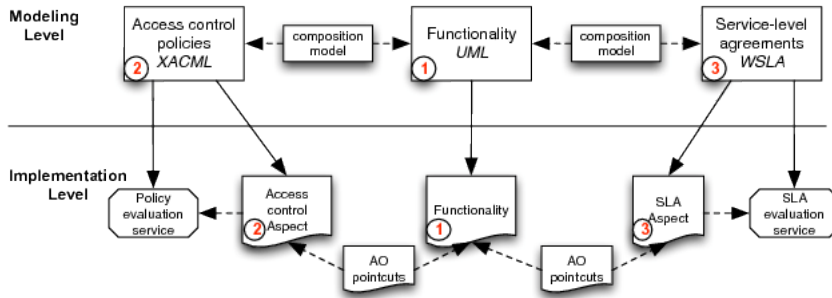 Modeling
Level
Access control
policies
XACML
2
composition
model
Functionality
UML
1
composition
model
Service-level
agreements
WSLA
3
Implementation
Level
Policy
evaluation
service
Access
control
Aspect
2
Functionality
1
SLA
Aspect
3
SLA
evaluation
service
AO
pointcuts
AO
pointcuts